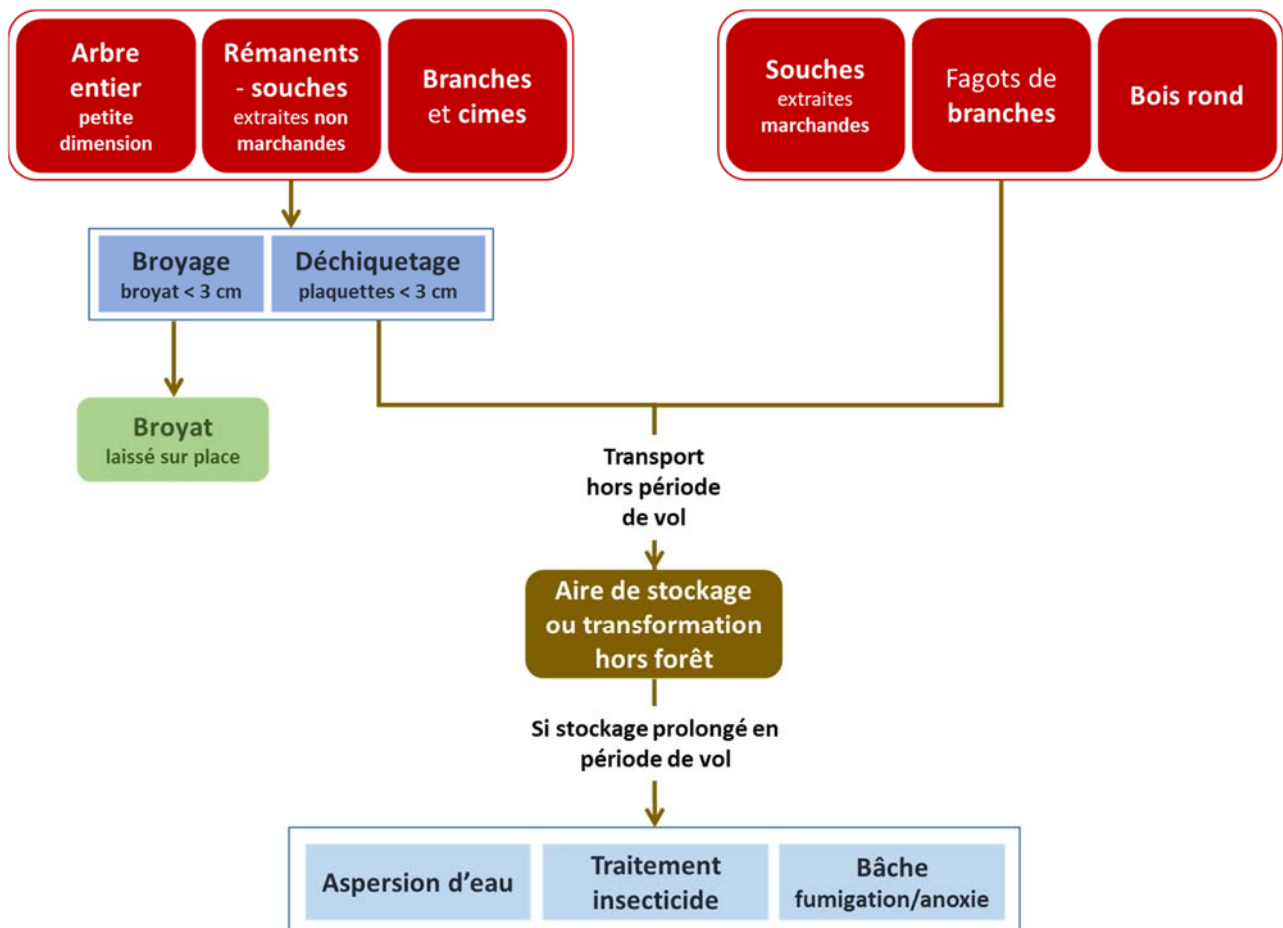 Arbre
entier
petite
dimension
Rémanents
- souches
extraites non
marchandes
Branches
et cimes
Souches
extraites
marchandes
Fagots de
branches
Bois rond
Broyage
broyat < 3 cm
Déchiquetage
plaquettes < 3 cm
Broyat
laissé sur place
Transport
hors période
de vol
Aire de stockage
ou transformation
hors forêt
Si stockage prolongé en
période de vol
Aspersion d’eau
Traitement
insecticide
Bâche
fumigation/anoxie